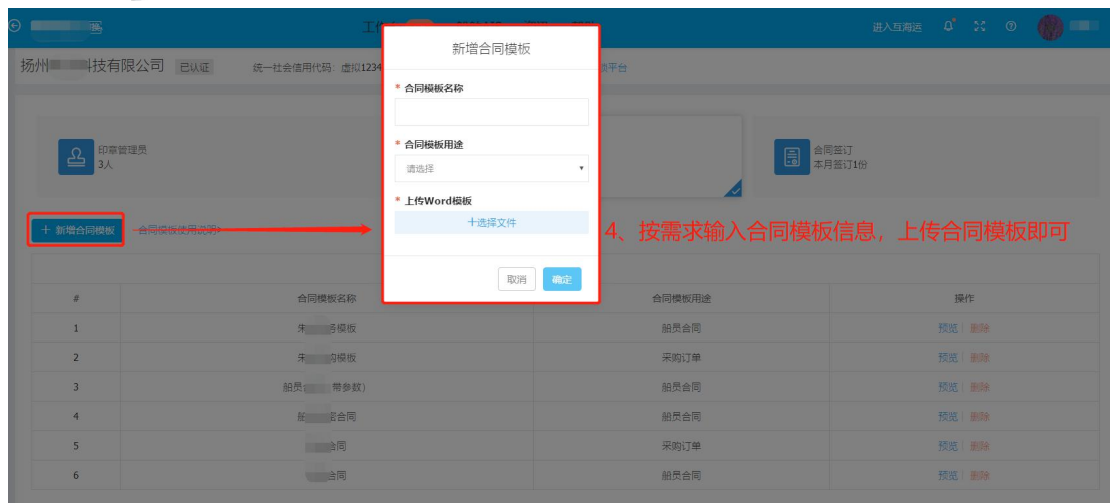 进入互海运
新增合同模板
扬州 科技有限公司 已认证 统一社会信用代码: 虚拟1234
* 合同模板名称
印章管理员
3人
* 合同模板用途
请选择
合同签订
本月签订1份
* 上传Word模板
+选择文件
+ 新增合同模板 合同模板使用说明>
4、按需求输入合同模板信息，上传合同模板即可
取消 确定
# 合同模板名称 合同模板用途 操作
1 朱 务模板 船员合同 预览 删除
2 朱 购模板 采购订单 预览 删除
3 船员 带参数) 船员合同 预览 删除
4 船 合同 船员合同 预览 删除
5 合同 采购订单 预览 删除
6 合同 船员合同 预览 删除